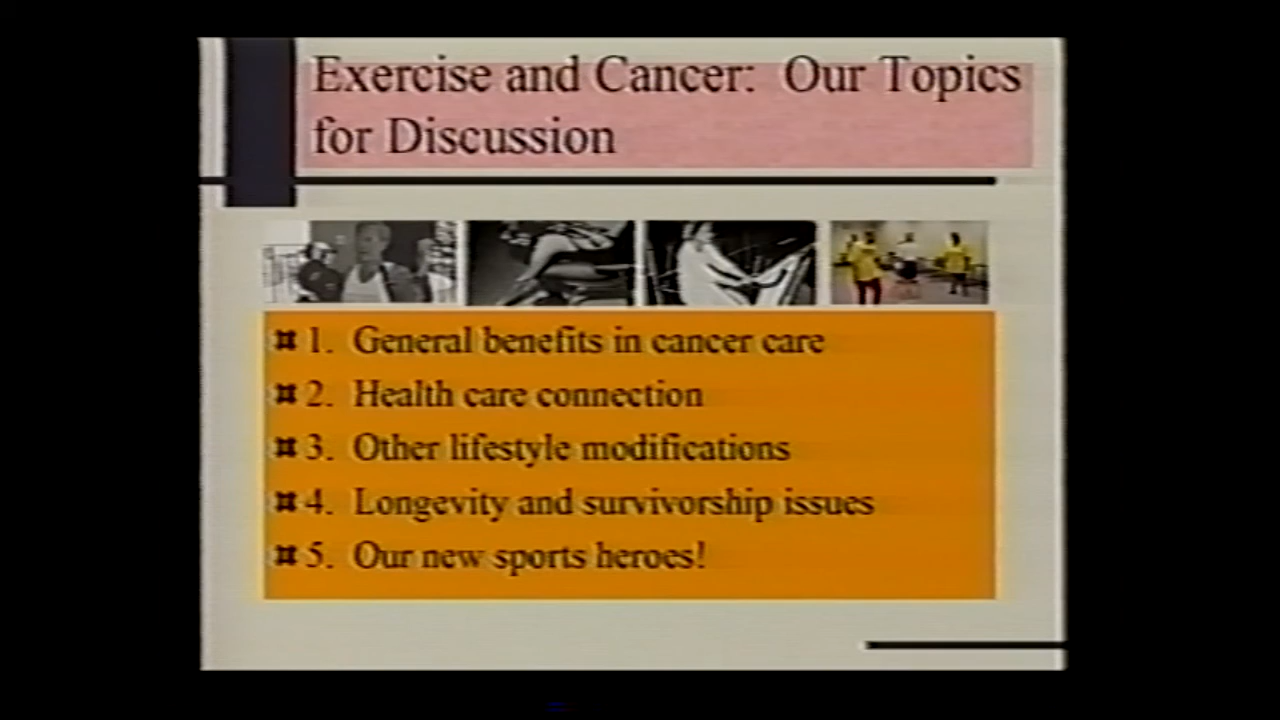 Exercise and Cancer: Our Topics
for Discussion
1. General benefits in cancer care
2. Health care connection
3. Other lifestyle modifications
4. Longevity and survivorship issues
5. Our new sports heroes!